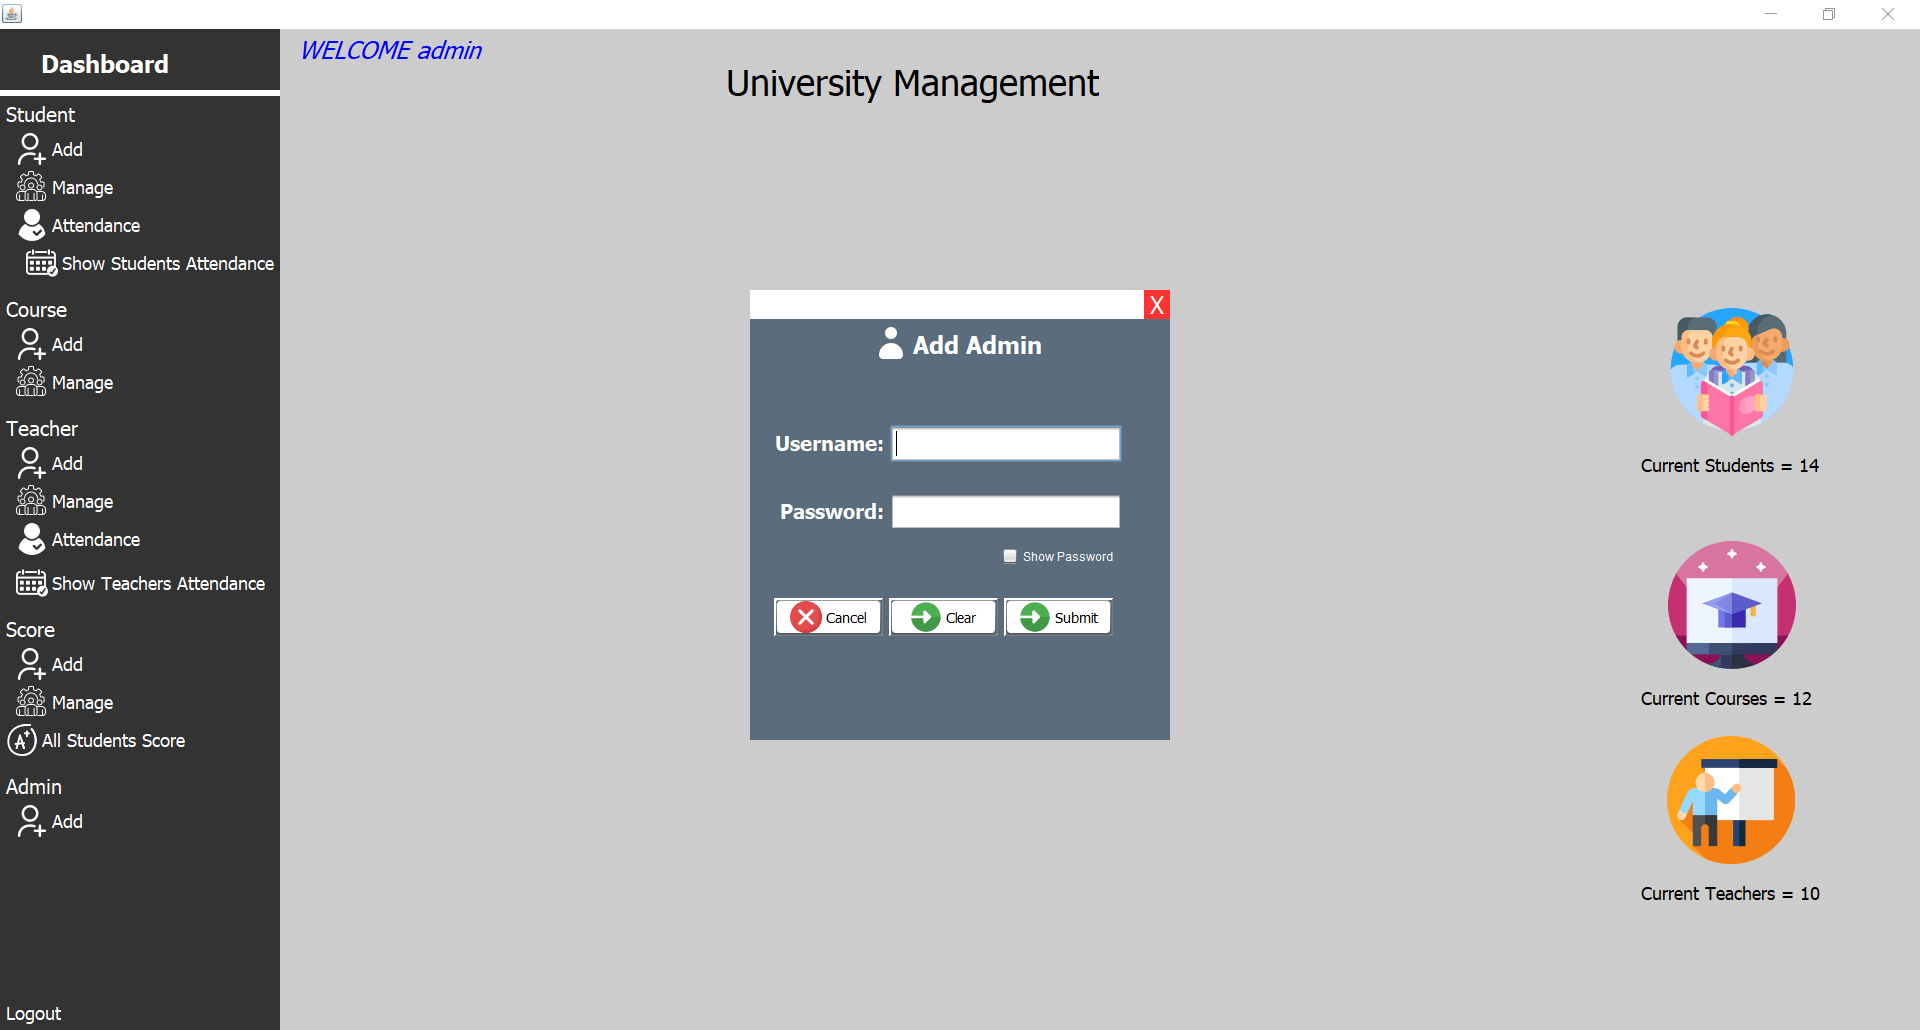 Dashboard
Student
Add
Manage
Attendance
Show Students Attendance
Course
Add
Manage
Teacher
Add
Manage
Attendance
Show Teachers Attendance
Score
Add
Manage
A+ All Students Score
Admin
Add
Logout
WELCOME admin
University Management
X
Add Admin
Username:
Password:
Show Password
Cancel Clear Submit
Current Students = 14
Current Courses = 12
Current Teachers = 10